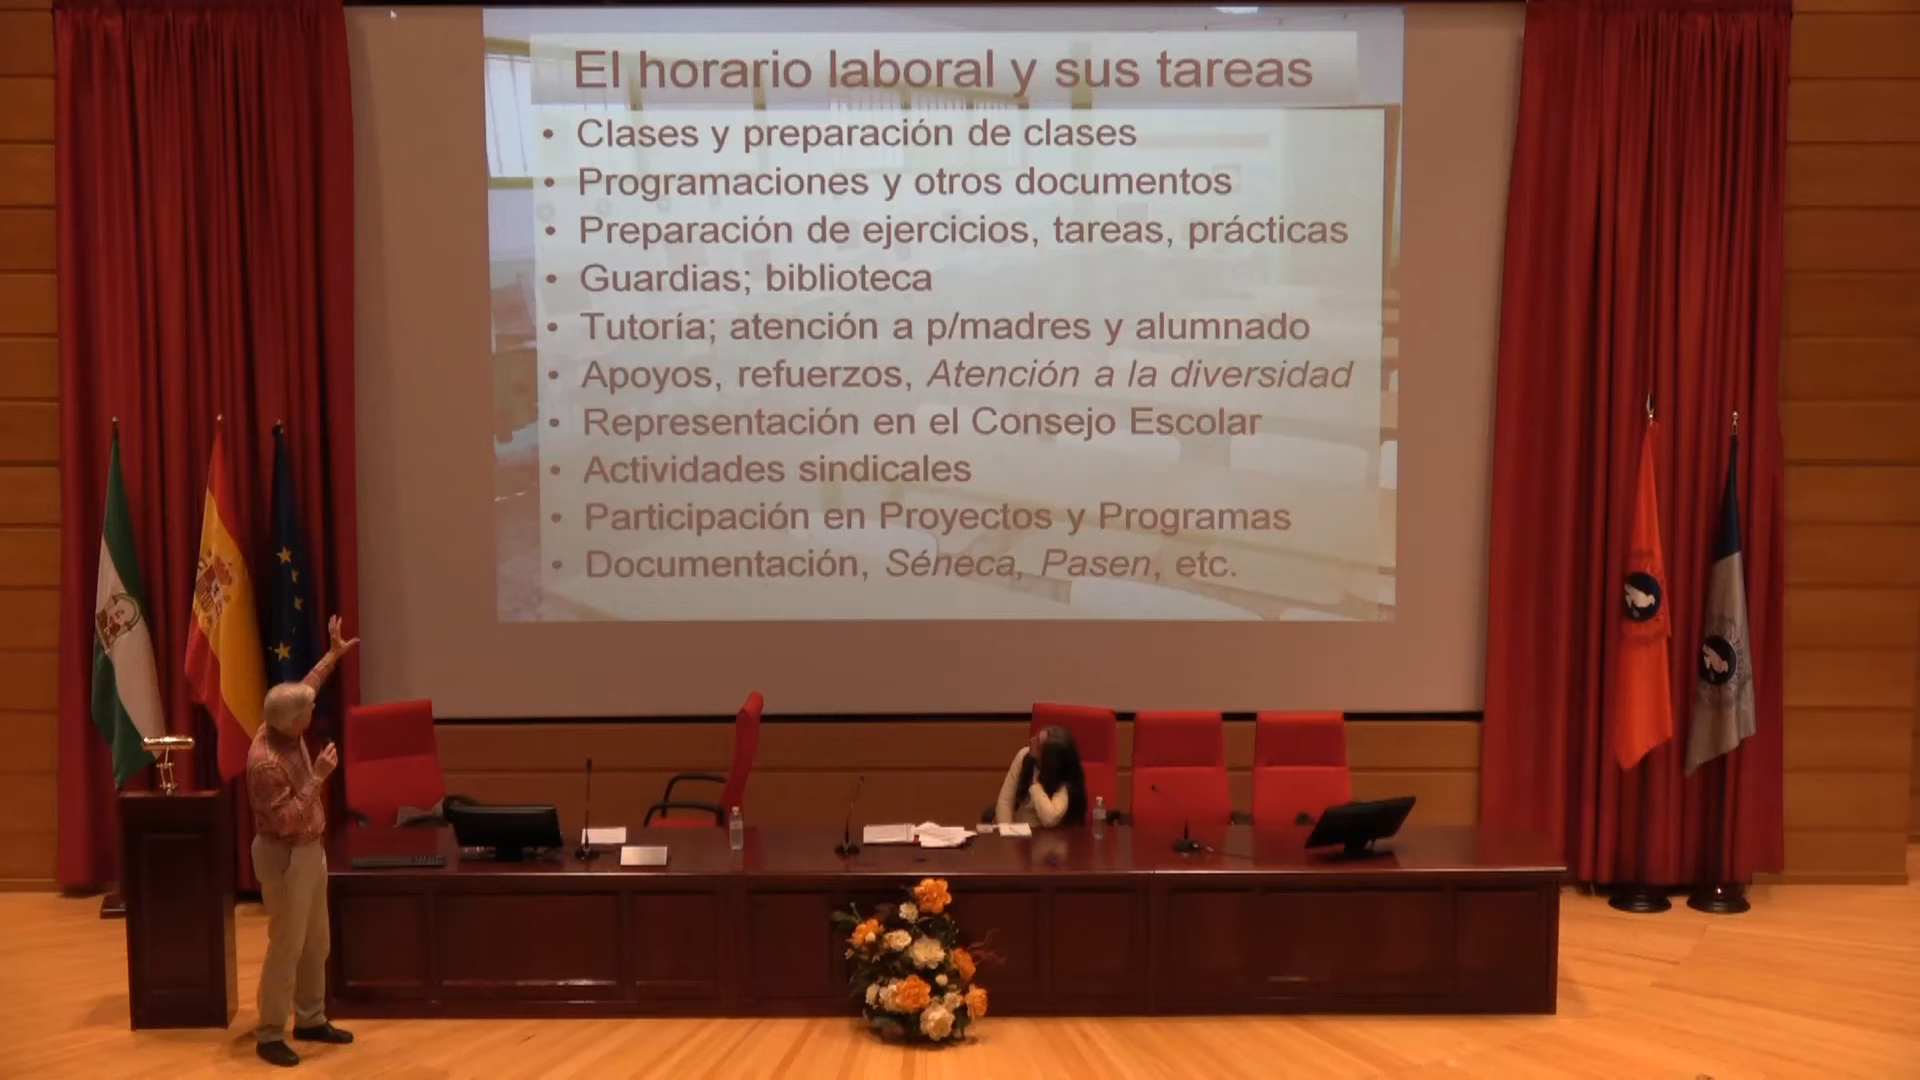 El horario laboral y sus tareas
• Clases y preparación de clases
• Programaciones y otros documentos
• Preparación de ejercicios, tareas, prácticas
• Guardias; biblioteca
• Tutoría; atención a p/madres y alumnado
• Apoyos, refuerzos, Atención a la diversidad
• Representación en el Consejo Escolar
• Actividades sindicales
• Participación en Proyectos y Programas
• Documentación, Séneca, Pasen, etc.